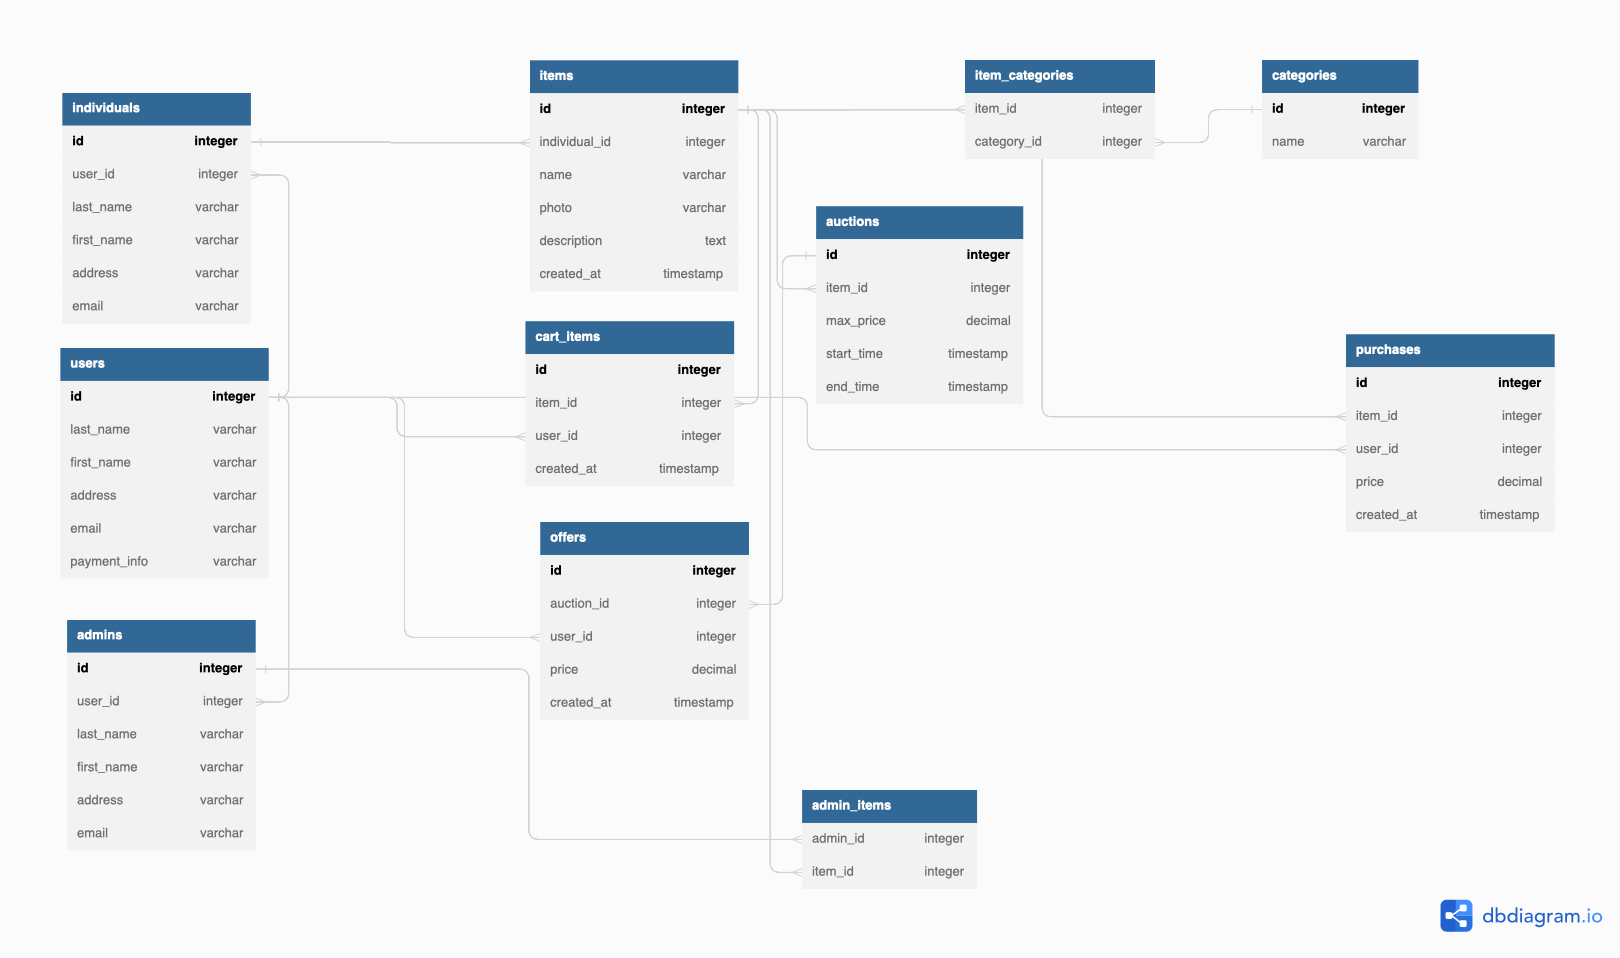 individuals
id integer
user_id integer
last_name varchar
first_name varchar
address varchar
email varchar
users
id integer
last_name varchar
first_name varchar
address varchar
email varchar
payment_info varchar
admins
id integer
user_id integer
last_name varchar
first_name varchar
address varchar
email varchar
items
id integer
individual_id integer
name varchar
photo varchar
description text
created_at timestamp
cart_items
id integer
item_id integer
user_id integer
created_at timestamp
offers
id integer
auction_id integer
user_id integer
price decimal
created_at timestamp
item_categories
item_id integer
category_id integer
categories
id integer
name varchar
auctions
id integer
item_id integer
max_price decimal
start_time timestamp
end_time timestamp
purchases
id integer
item_id integer
user_id integer
price decimal
created_at timestamp
admin_items
admin_id integer
item_id integer
dbdiagram.io